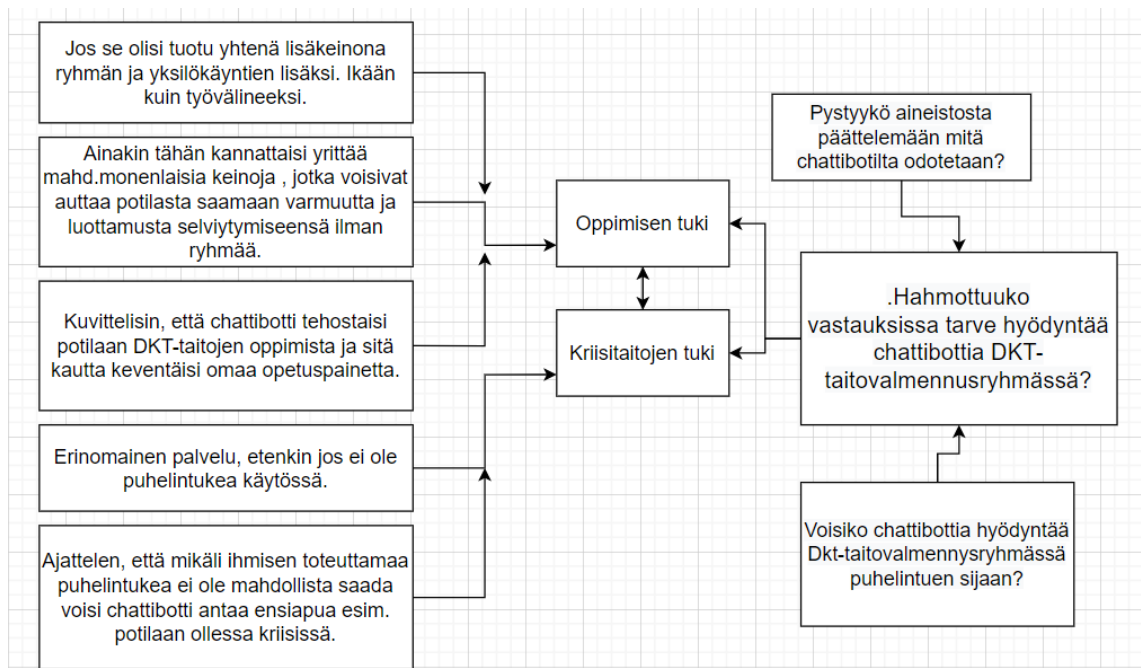 Jos se olisi tuotu yhtenä lisäkeinona
ryhmän ja yksilökäyntien lisäksi. Ikään
kuin työvälineeksi.
Ainakin tähän kannattaisi yrittää
mahd.monenlaisia keinoja , jotka voisivat
auttaa potilasta saamaan varmuutta ja
luottamusta selviytymiseensä ilman
ryhmää.
Kuvittelisin, että chattibotti tehostaisi
potilaan DKT-taitojen oppimista ja sitä
kautta keventäisi omaa opetuspainetta.
Erinomainen palvelu, etenkin jos ei ole
puhelintukea käytössä.
Ajattelen, että mikäli ihmisen toteuttamaa
puhelintukea ei ole mahdollista saada
voisi chattibotti antaa ensiapua esim.
potilaan ollessa kriisissä.
Oppimisen tuki
Kriisitaitojen tuki
Pystyykö aineistosta
päättelemään mitä
chattibotilta odotetaan?
.Hahmottuuko
vastauksissa tarve hyödyntää
chattibottia DKT-
taitovalmennusryhmässä?
Voisiko chattibottia hyödyntää
Dkt-taitovalmennysryhmässä
puhelintuen sijaan?